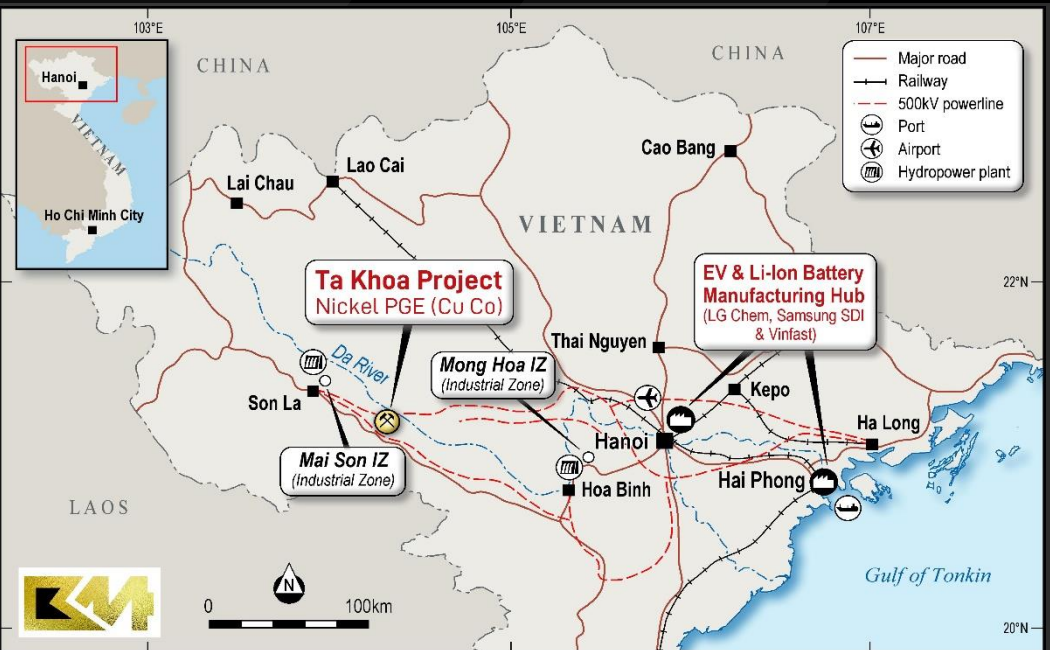 103°E
105°E
107°E
CHINA
CHINA
Hanoi
VIETNAM
Ho Chi Minh City
Major road
Railway
500kV powerline
Port
Airport
Hydropower plant
Lao Cai
Lai Chau
Cao Bang
VIETNAM
Ta Khoa Project
Nickel PGE (Cu Co)
EV & Li-Ion Battery
Manufacturing Hub
(LG Chem, Samsung SDI
& Vinfast)
22°N
Thai Nguyen
Da River
Mong Hoa IZ
(Industrial Zone)
Kepo
Son La
Ha Long
Hanoi
Mai Son IZ
(Industrial Zone)
Hoa Binh
Hai Phong
LAOS
Gulf of Tonkin
KM
N
0
100km
20°N